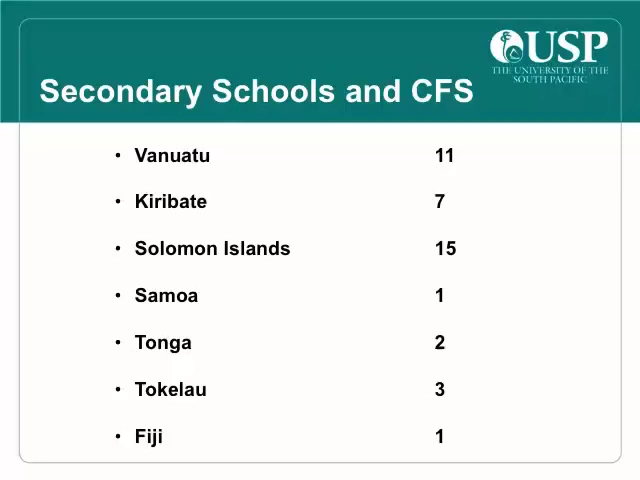 USP
THE UNIVERSITY OF THE
SOUTH PACIFIC
Secondary Schools and CFS
• Vanuatu 11
• Kiribate 7
• Solomon Islands 15
• Samoa 1
• Tonga 2
• Tokelau 3
• Fiji 1